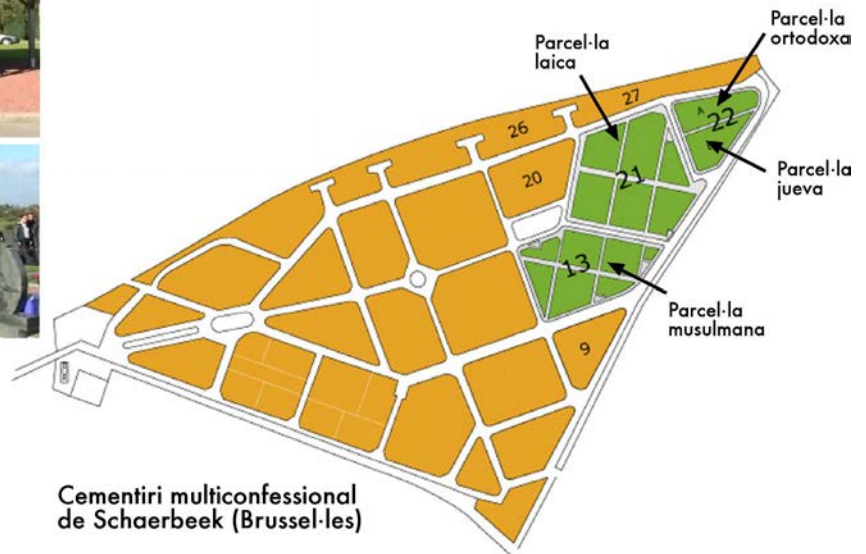 Parcel·la
ortodoxa
Parcel·la
laica
27
26
A
22
20
21
Parcel·la
jueva
13
Parcel·la
musulmana
9
Cementiri multiconfessional
de Schaerbeek (Brussel·les)